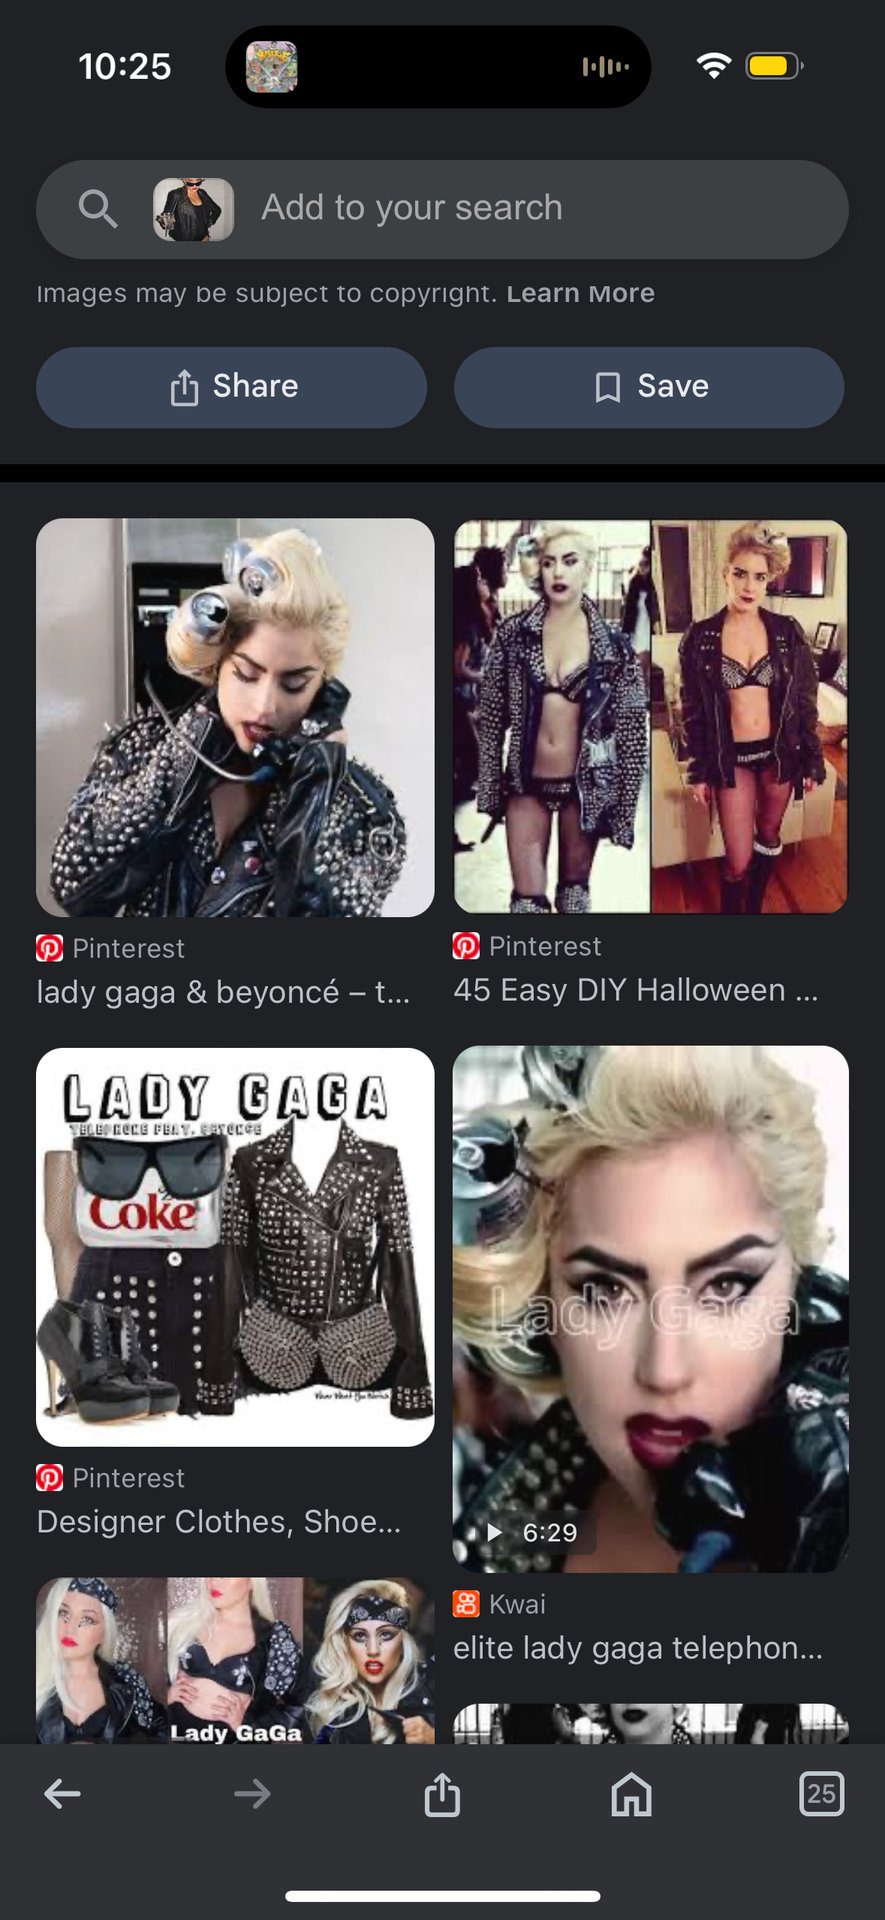 10:25
Add to your search
Images may be subject to copyright. Learn More
Share
Save
Pinterest
lady gaga & beyoncé – t...
Pinterest
45 Easy DIY Halloween ...
LADY GAGA
TELEPHONE FEAT. BEYONCE
Coke
Pinterest
Designer Clothes, Shoe...
Lady Gaga
6:29
Kwai
elite lady gaga telephon...
Lady GaGa
25